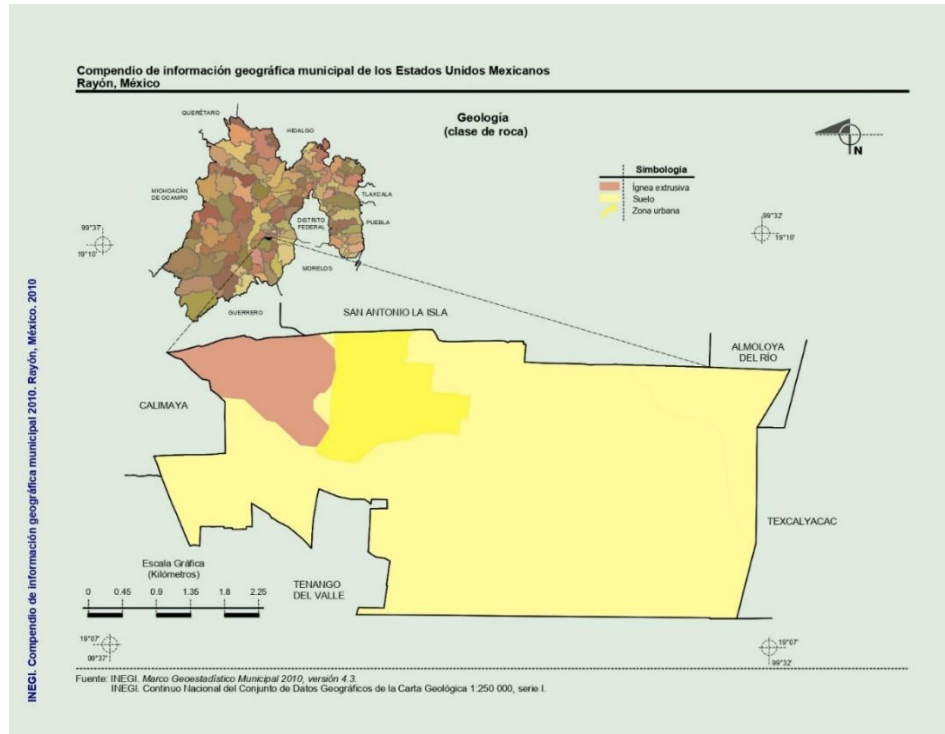 Compendio de información geográfica municipal de los Estados Unidos Mexicanos
Rayón, México
Geología
(clase de roca)
N
QUERÉTARO
HIDALGO
MICHOACÁN
DE OCAMPO
TLAXCALA
DISTRITO
FEDERAL
PUEBLA
MORELOS
GUERRERO
Simbología
Ígnea extrusiva
Suelo
Zona urbana
99°37'
19°10'
99°32'
19°10'
SAN ANTONIO LA ISLA
ALMOLOYA
DEL RÍO
CALIMAYA
TEXCALYACAC
TENANGO
DEL VALLE
Escala Gráfica
(Kilómetros)
0 0.45 0.9 1.35 1.8 2.25
19°07'
99°37'
19°07'
99°32'
Fuente: INEGI. Marco Geoestadístico Municipal 2010, versión 4.3.
INEGI. Continuo Nacional del Conjunto de Datos Geográficos de la Carta Geológica 1:250 000, serie I.
INEGI. Compendio de información geográfica municipal 2010. Rayón, México. 2010